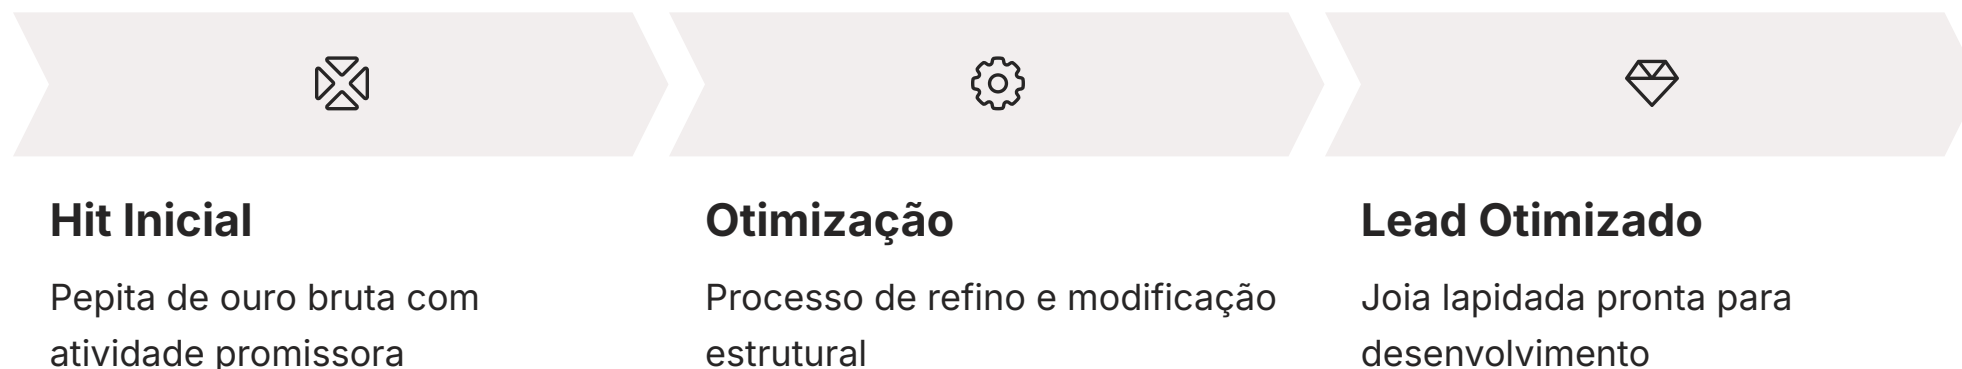 Hit Inicial
Pepita de ouro bruta com
atividade promissora
Otimização
Processo de refino e modificação
estrutural
Lead Otimizado
Joia lapidada pronta para
desenvolvimento